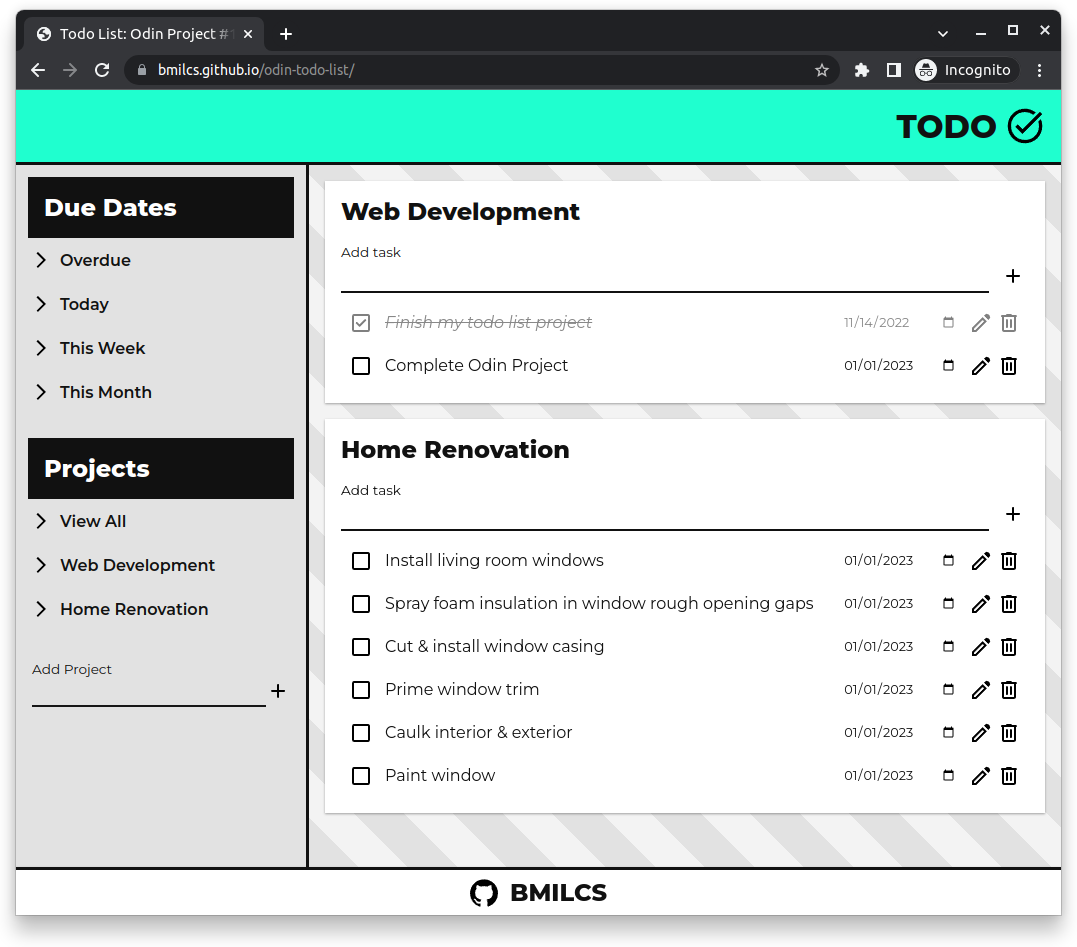 Todo List: Odin Project #1
bmilcs.github.io/odin-todo-list/
Incognito
TODO
Due Dates
Overdue
Today
This Week
This Month
Projects
View All
Web Development
Home Renovation
Add Project
Web Development
Add task
Finish my todo list project 11/14/2022
Complete Odin Project 01/01/2023
Home Renovation
Add task
Install living room windows 01/01/2023
Spray foam insulation in window rough opening gaps 01/01/2023
Cut & install window casing 01/01/2023
Prime window trim 01/01/2023
Caulk interior & exterior 01/01/2023
Paint window 01/01/2023
BMILCS